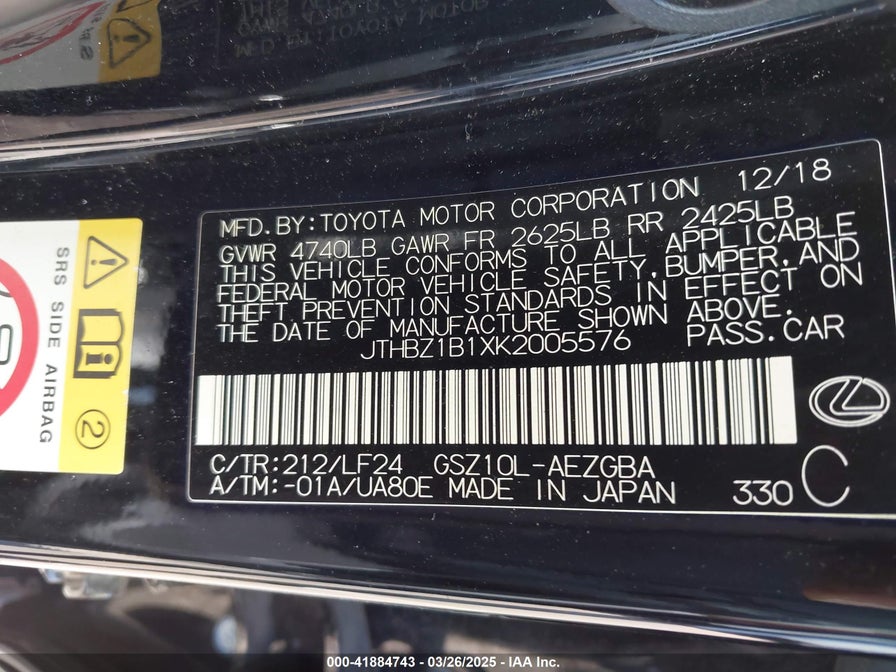 MFD.BY:TOYOTA MOTOR CORPORATION 12/18
GVWR 4740LB GAWR FR 2625LB RR 2425LB
THIS VEHICLE CONFORMS TO ALL APPLICABLE
FEDERAL MOTOR VEHICLE SAFETY,BUMPER,AND
THEFT PREVENTION STANDARDS IN EFFECT ON
THE DATE OF MANUFACTURE SHOWN ABOVE.
JTHBZ1B1XK2005576 PASS.CAR
C/TR:212/LF24 GSZ10L-AEZGBA
A/TM:-01A/UA80E MADE IN JAPAN 330 C
SRS SIDE AIRBAG
2
000-41884743 - 03/26/2025 - IAA Inc.